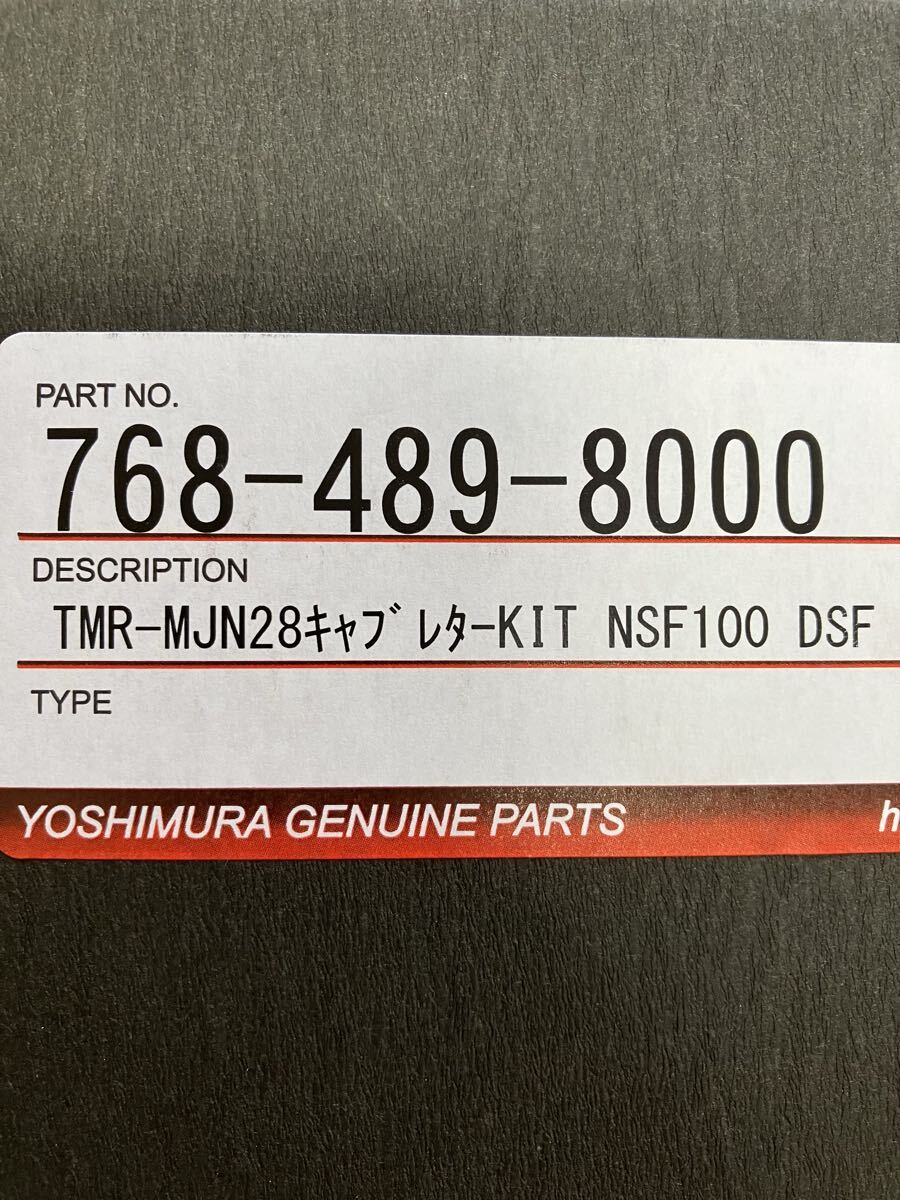 PART NO.
768-489-8000
DESCRIPTION
TMR-MJN28ｷｬﾌﾞﾚﾀｰKIT NSF100 DSF
TYPE
YOSHIMURA GENUINE PARTS
h